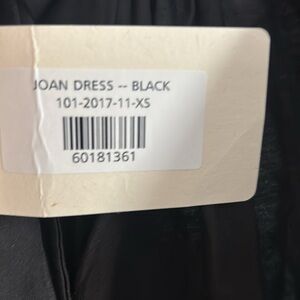 JOAN DRESS -- BLACK
101-2017-11-XS
60181361